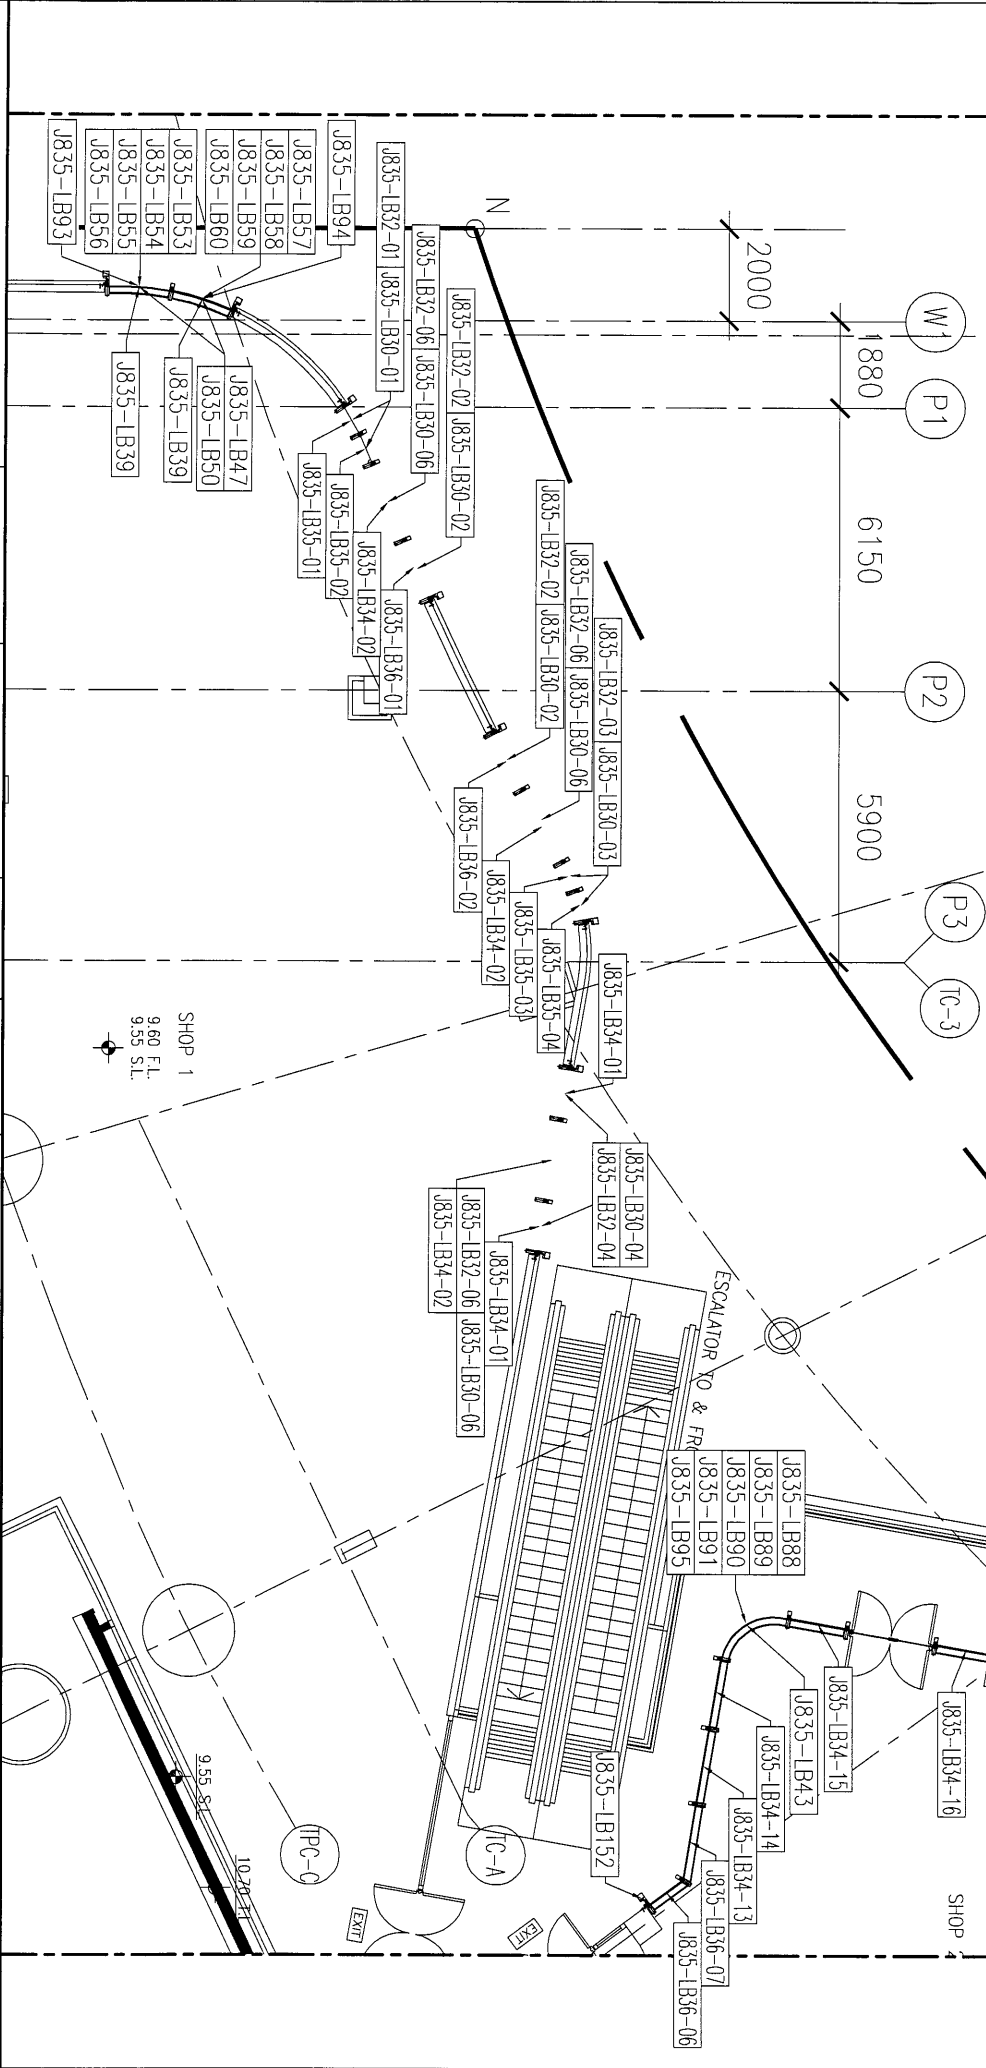 W1
P1
P2
P3
TC-3
2000
1880
6150
5900
N
J835-LB94
J835-LB57
J835-LB58
J835-LB59
J835-LB60
J835-LB53
J835-LB54
J835-LB55
J835-LB56
J835-LB93
J835-LB39
J835-LB39
J835-LB47
J835-LB50
J835-LB32-01 J835-LB30-01
J835-LB32-06 J835-LB30-06
J835-LB32-02 J835-LB30-02
J835-LB35-01
J835-LB35-02
J835-LB34-02
J835-LB36-01
J835-LB32-02 J835-LB30-02
J835-LB32-06 J835-LB30-06
J835-LB32-03 J835-LB30-03
J835-LB36-02
J835-LB34-02
J835-LB35-03
J835-LB35-04
J835-LB34-01
J835-LB30-04
J835-LB32-04
J835-LB34-01
J835-LB32-06 J835-LB30-06
J835-LB34-02
SHOP 1
9.60 F.L.
9.55 S.L.
ESCALATOR TO & FRO
J835-LB88
J835-LB89
J835-LB90
J835-LB91
J835-LB95
J835-LB34-16
J835-LB34-15
J835-LB43
J835-LB34-14
J835-LB34-13
J835-LB36-07
J835-LB36-06
J835-LB152
TC-A
TPC-C
EXIT
EXIT
9.55 S.L.
10.70 T.L
SHOP